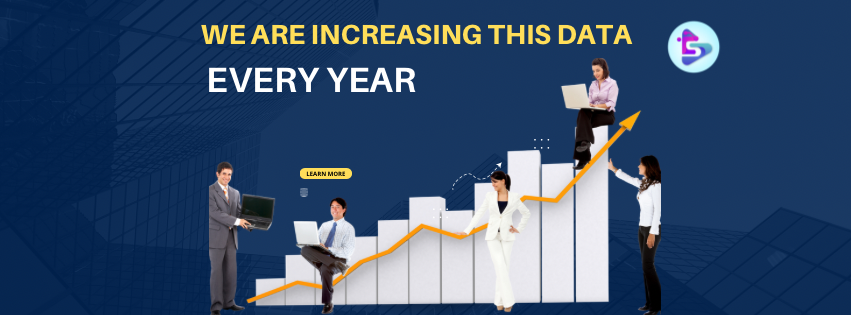 WE ARE INCREASING THIS DATA
EVERY YEAR
LEARN MORE